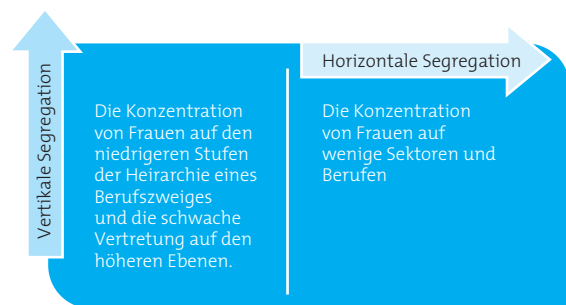 Vertikale Segregation
Die Konzentration
von Frauen auf den
niedrigeren Stufen
der Heirarchie eines
Berufszweiges
und die schwache
Vertretung auf den
höheren Ebenen.
Horizontale Segregation
Die Konzentration
von Frauen auf
wenige Sektoren und
Berufen